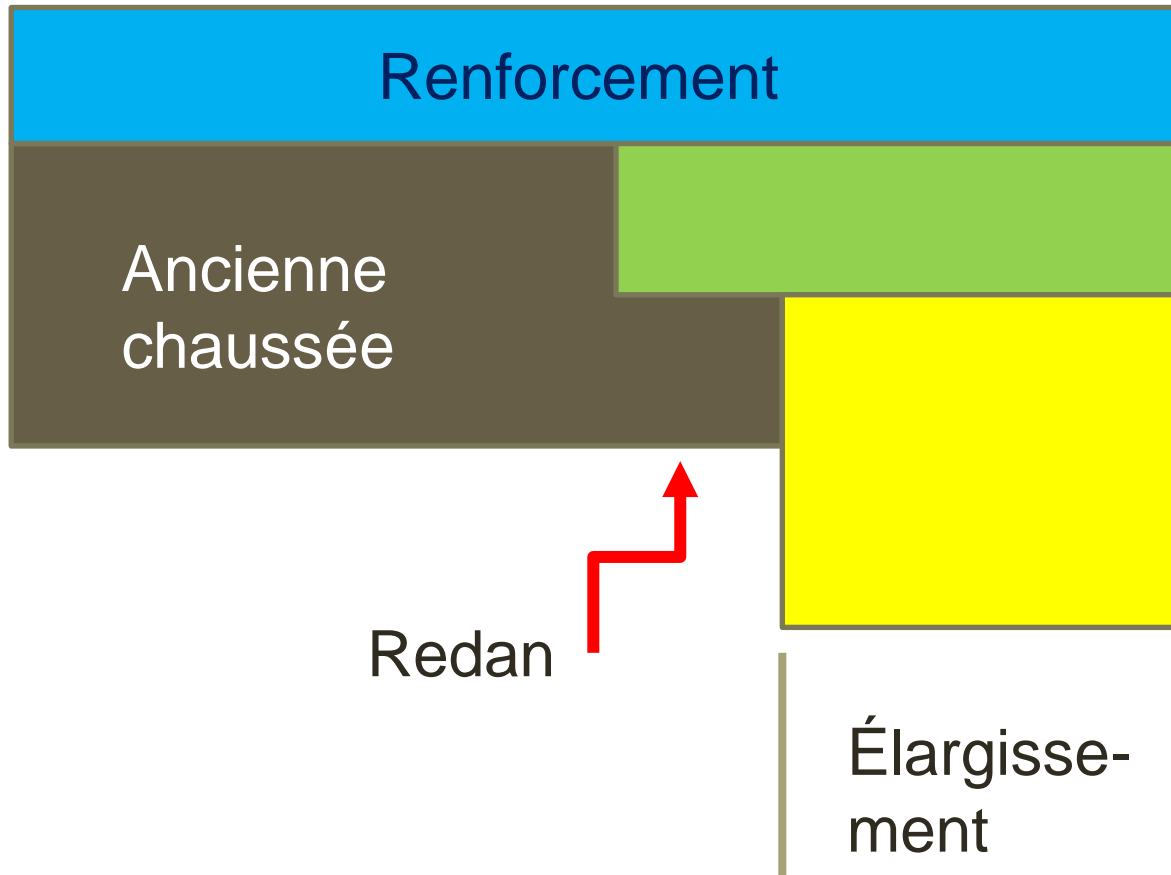 Renforcement
Ancienne
chaussée
Redan
Élargisse-
ment